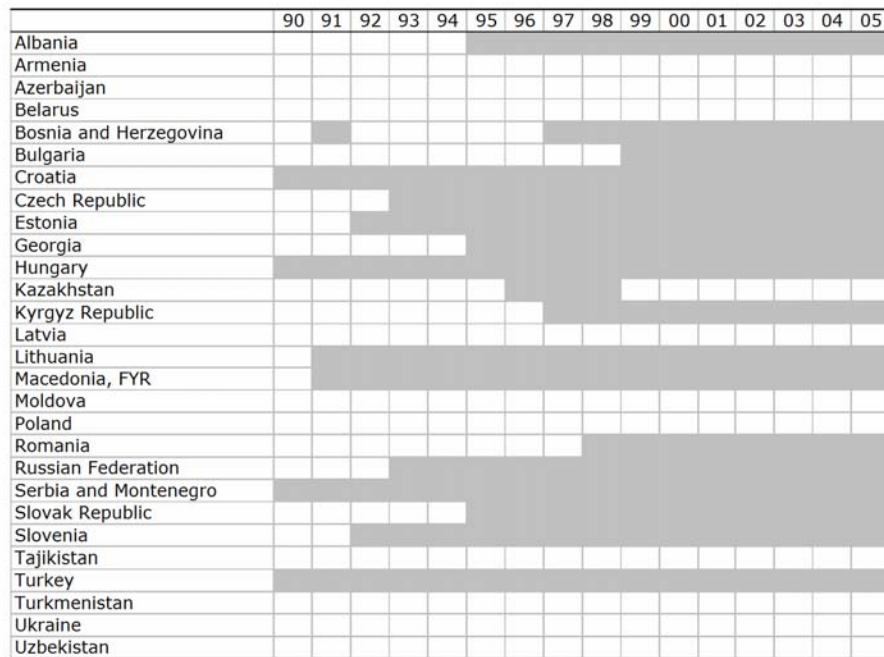 90 91 92 93 94 95 96 97 98 99 00 01 02 03 04 05
Albania
Armenia
Azerbaijan
Belarus
Bosnia and Herzegovina
Bulgaria
Croatia
Czech Republic
Estonia
Georgia
Hungary
Kazakhstan
Kyrgyz Republic
Latvia
Lithuania
Macedonia, FYR
Moldova
Poland
Romania
Russian Federation
Serbia and Montenegro
Slovak Republic
Slovenia
Tajikistan
Turkey
Turkmenistan
Ukraine
Uzbekistan